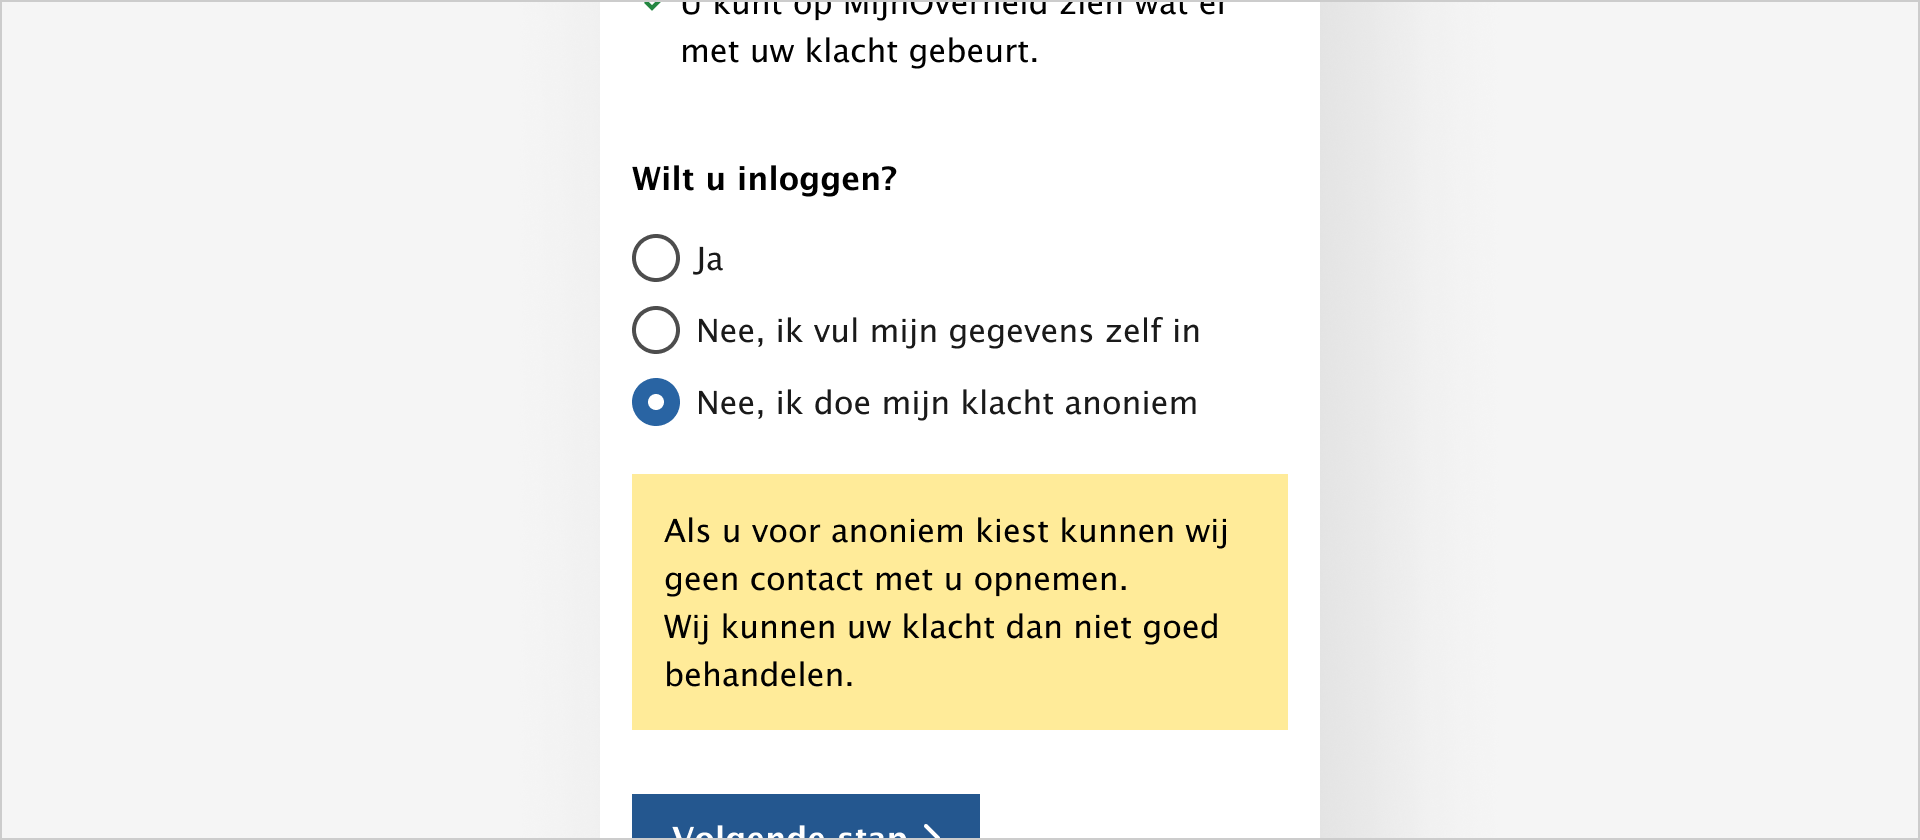 U kunt op MijnOverheid zien wat er
met uw klacht gebeurt.
Wilt u inloggen?
Ja
Nee, ik vul mijn gegevens zelf in
Nee, ik doe mijn klacht anoniem
Als u voor anoniem kiest kunnen wij
geen contact met u opnemen.
Wij kunnen uw klacht dan niet goed
behandelen.
Volgende stap